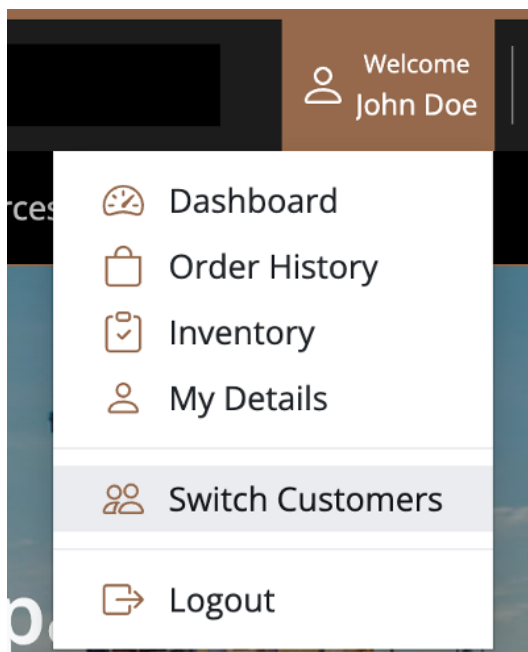 Welcome
John Doe
Dashboard
Order History
Inventory
My Details
Switch Customers
Logout